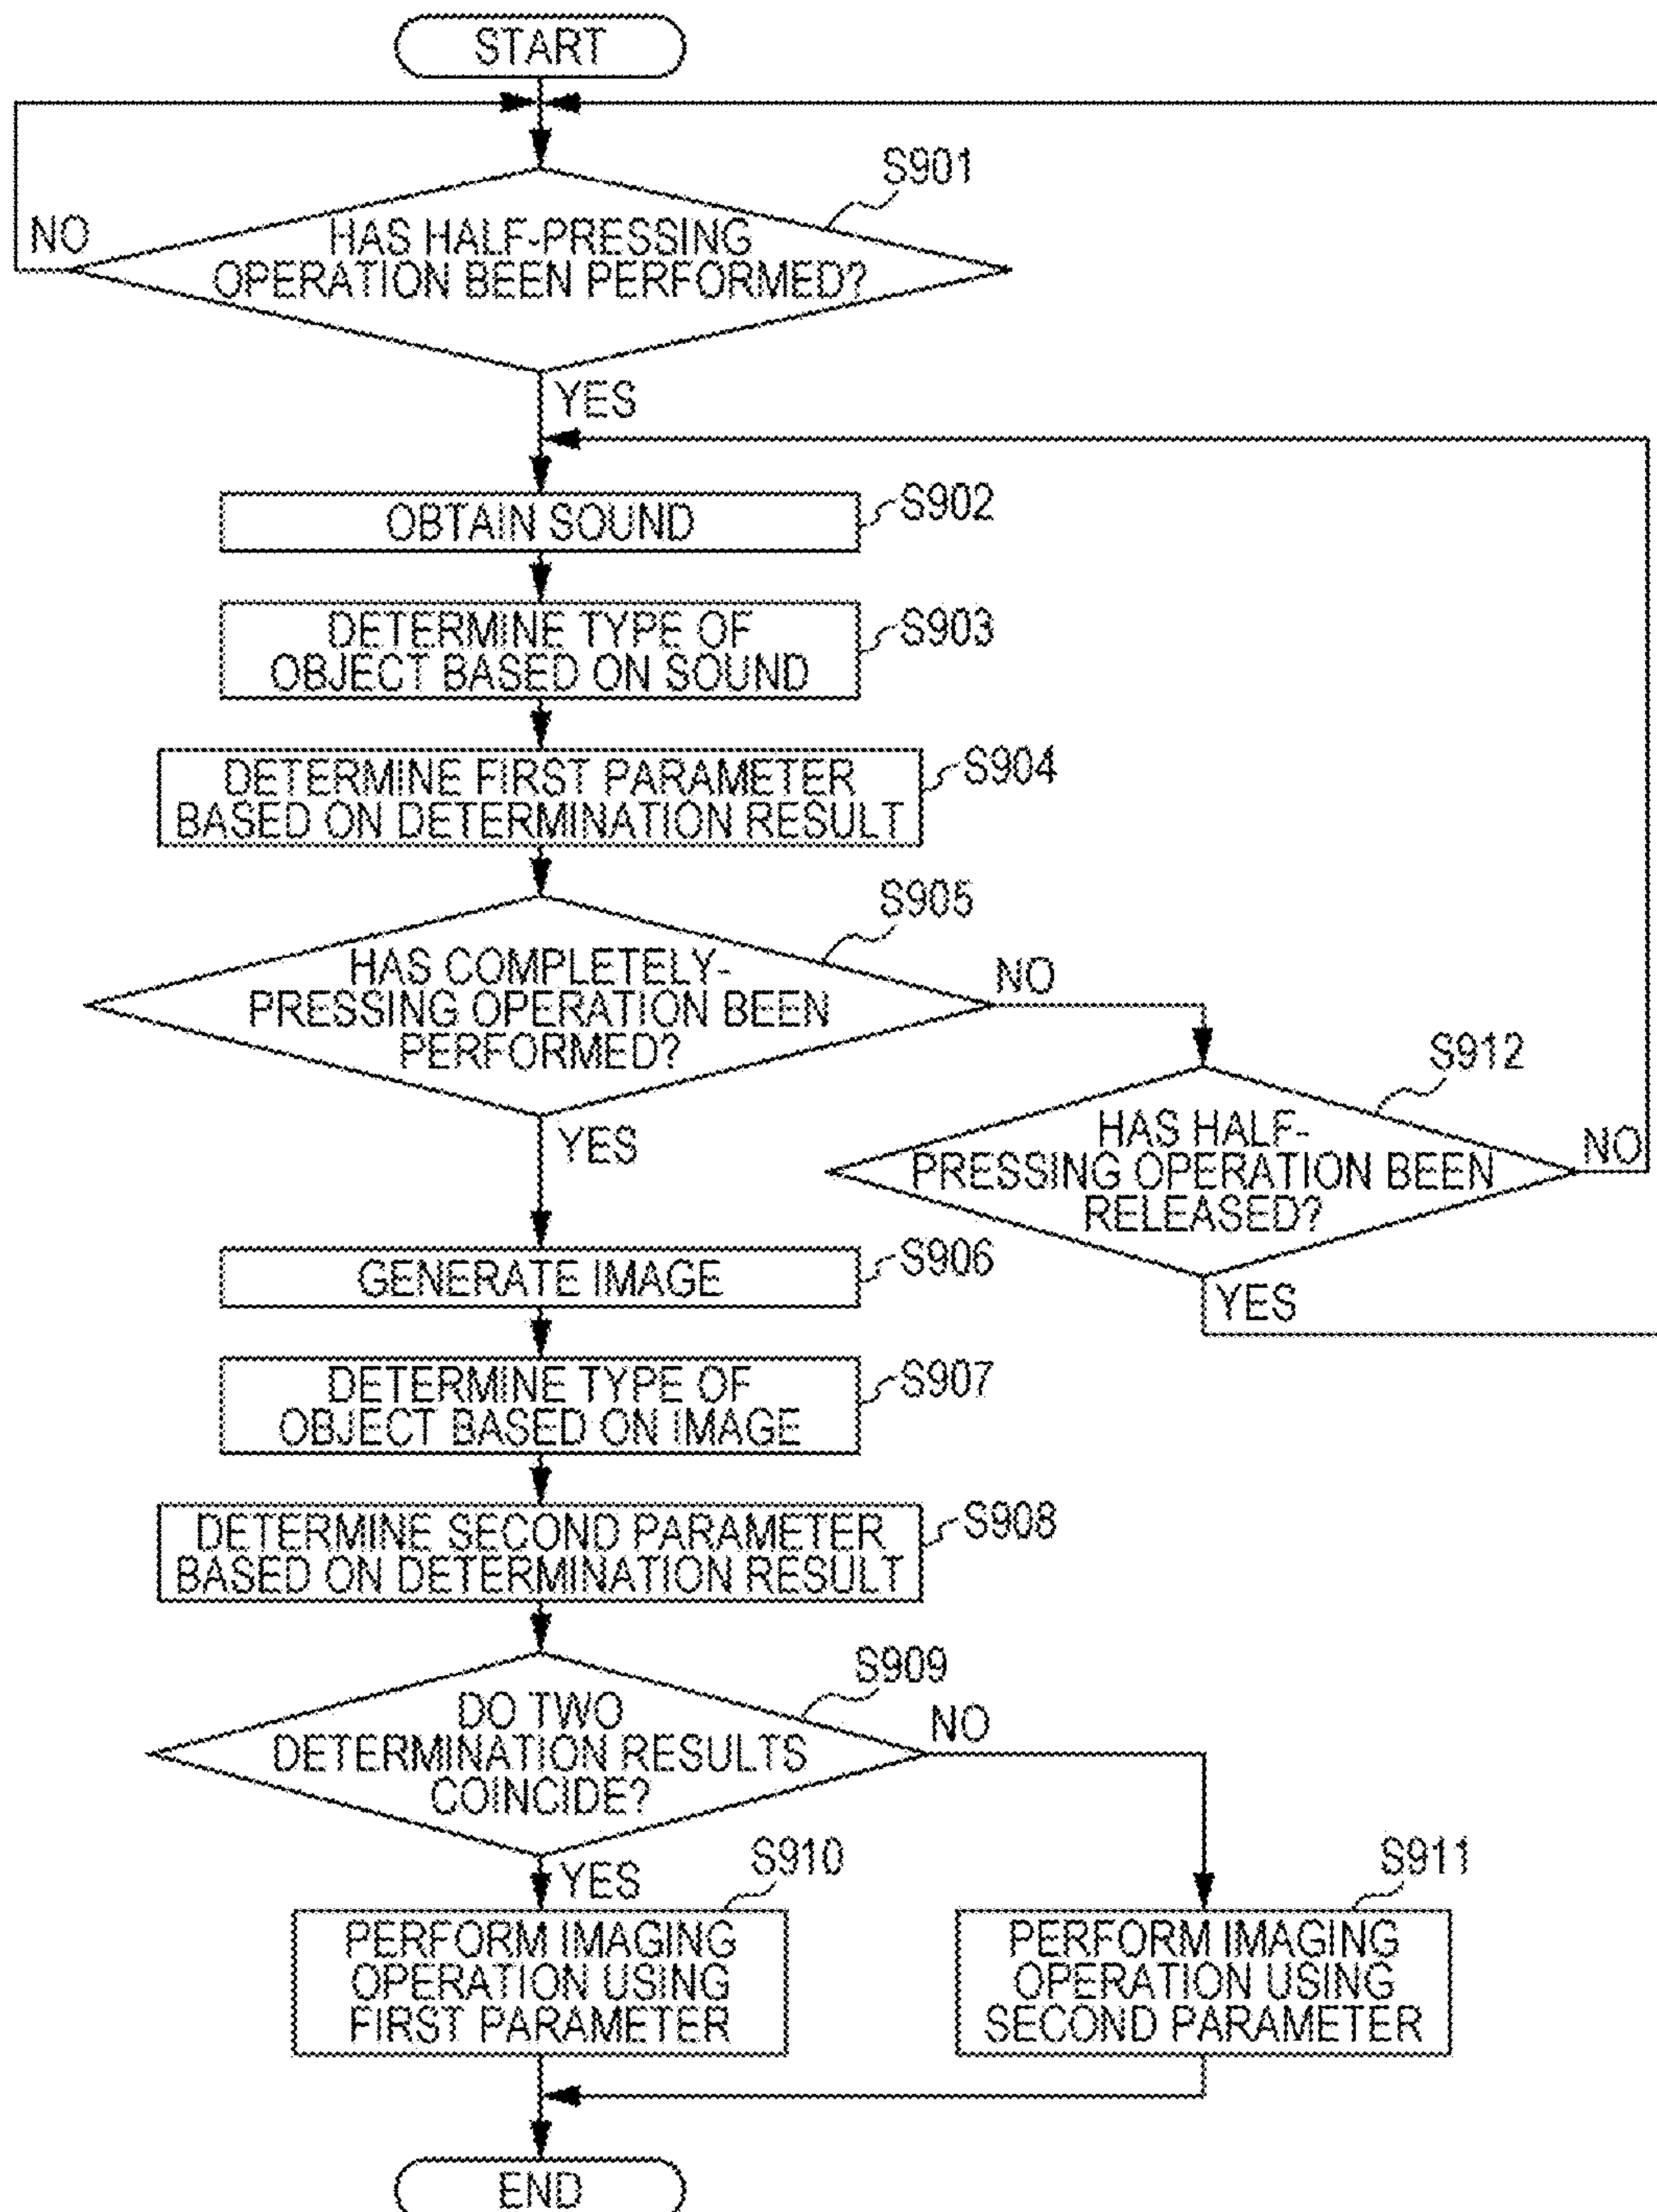 START
S901
NO
HAS HALF-PRESSING
OPERATION BEEN PERFORMED?
YES
OBTAIN SOUND
S902
DETERMINE TYPE OF
OBJECT BASED ON SOUND
S903
DETERMINE FIRST PARAMETER
BASED ON DETERMINATION RESULT
S904
S905
HAS COMPLETELY-
PRESSING OPERATION BEEN
PERFORMED?
NO
YES
S912
HAS HALF-
PRESSING OPERATION BEEN
RELEASED?
NO
YES
GENERATE IMAGE
S906
DETERMINE TYPE OF
OBJECT BASED ON IMAGE
S907
DETERMINE SECOND PARAMETER
BASED ON DETERMINATION RESULT
S908
S909
DO TWO
DETERMINATION RESULTS
COINCIDE?
NO
YES
S910
PERFORM IMAGING
OPERATION USING
FIRST PARAMETER
S911
PERFORM IMAGING
OPERATION USING
SECOND PARAMETER
END